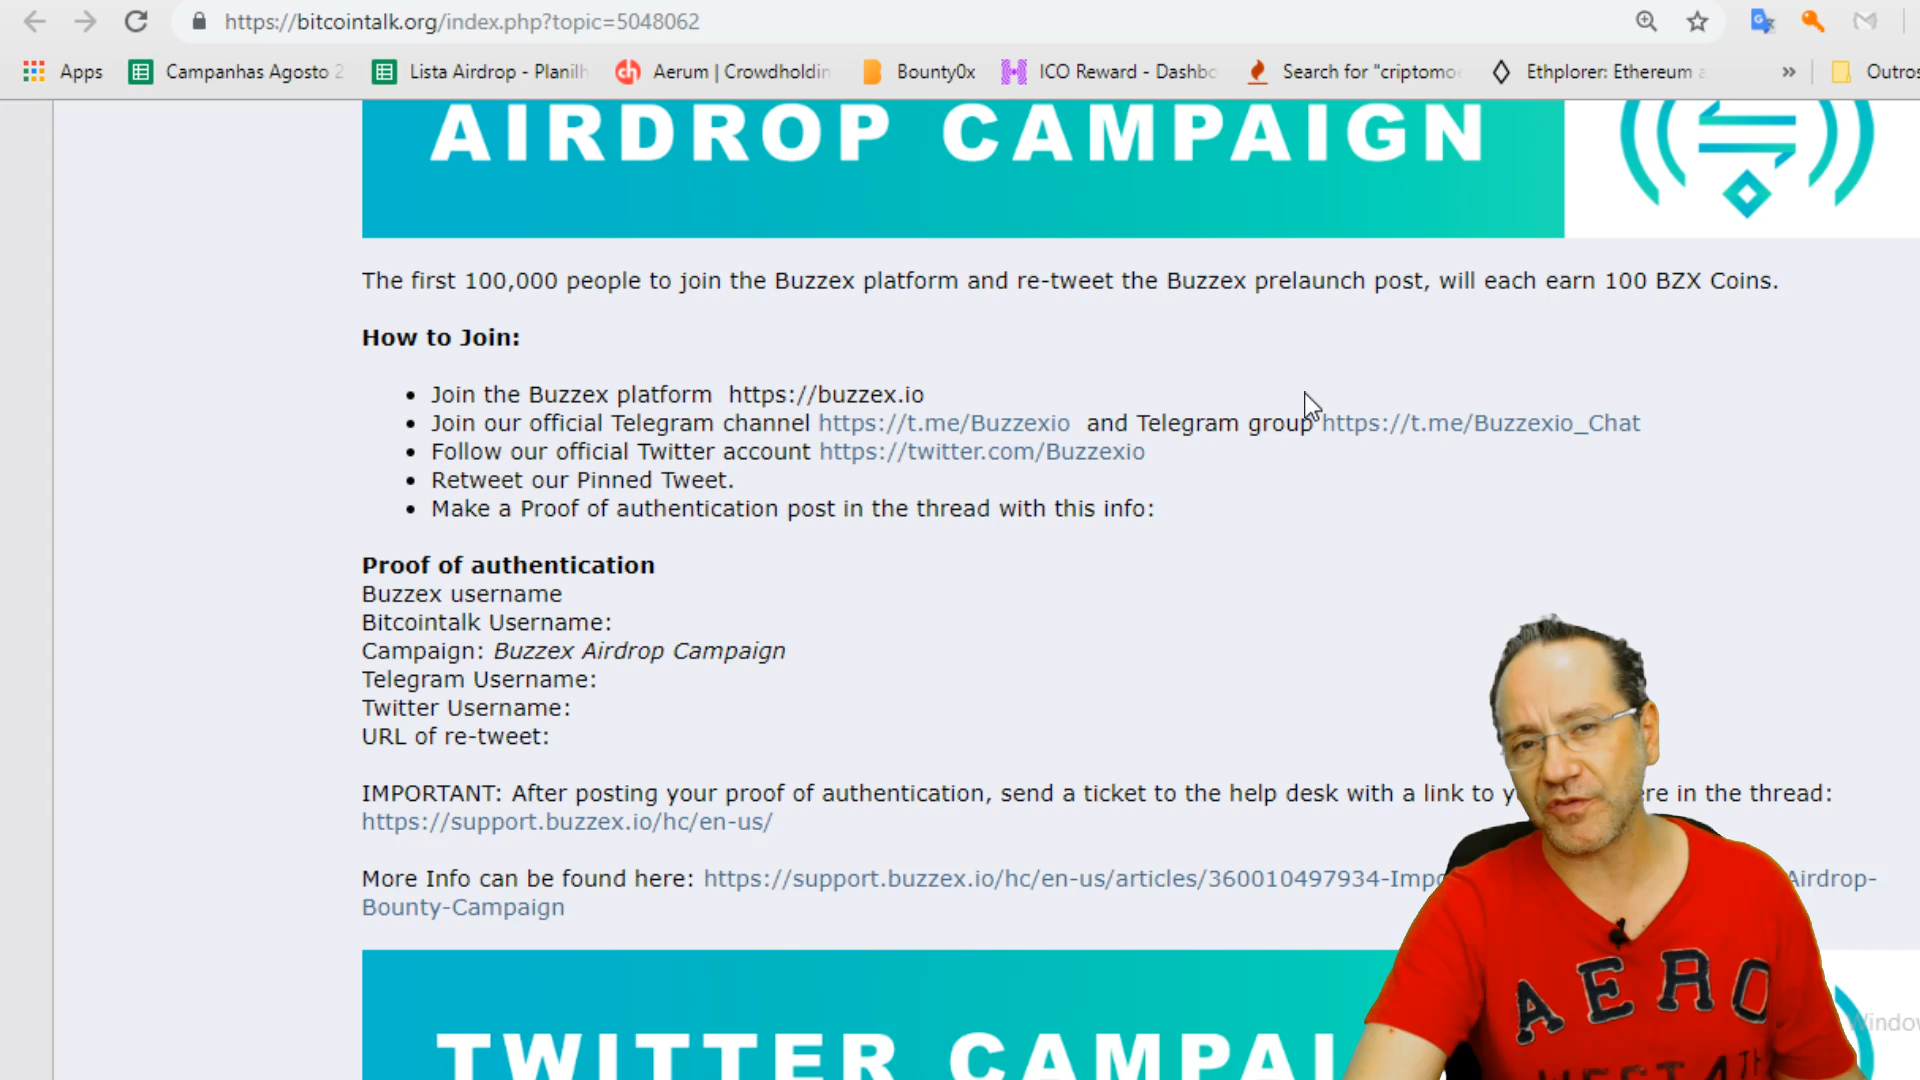 https://bitcointalk.org/index.php?topic=5048062
Apps Campanhas Agosto 2 Lista Airdrop - Planilh Aerum | Crowdholdin Bounty0x ICO Reward - Dashbo Search for "criptomo Ethplorer: Ethereum » Outros
AIRDROP CAMPAIGN
The first 100,000 people to join the Buzzex platform and re-tweet the Buzzex prelaunch post, will each earn 100 BZX Coins.
How to Join:
• Join the Buzzex platform https://buzzex.io
• Join our official Telegram channel https://t.me/Buzzexio and Telegram group https://t.me/Buzzexio_Chat
• Follow our official Twitter account https://twitter.com/Buzzexio
• Retweet our Pinned Tweet.
• Make a Proof of authentication post in the thread with this info:
Proof of authentication
Buzzex username
Bitcointalk Username:
Campaign: Buzzex Airdrop Campaign
Telegram Username:
Twitter Username:
URL of re-tweet:
IMPORTANT: After posting your proof of authentication, send a ticket to the help desk with a link to in the thread:
https://support.buzzex.io/hc/en-us/
More Info can be found here: https://support.buzzex.io/hc/en-us/articles/360010497934-Impo Airdrop-
Bounty-Campaign
TWITTER CAMPAI
AERO
Window